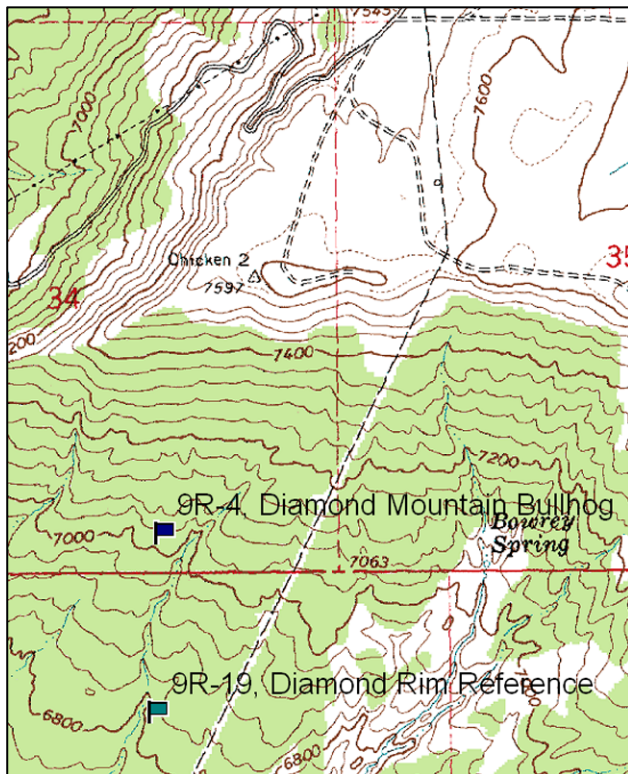 7545
7000
7600
Chicken 2
7597
35
34
200
7400
7200
9R-4, Diamond Mountain Bullhog
Bowrey
Spring
7000
7063
9R-19, Diamond Rim Reference
6800
6800